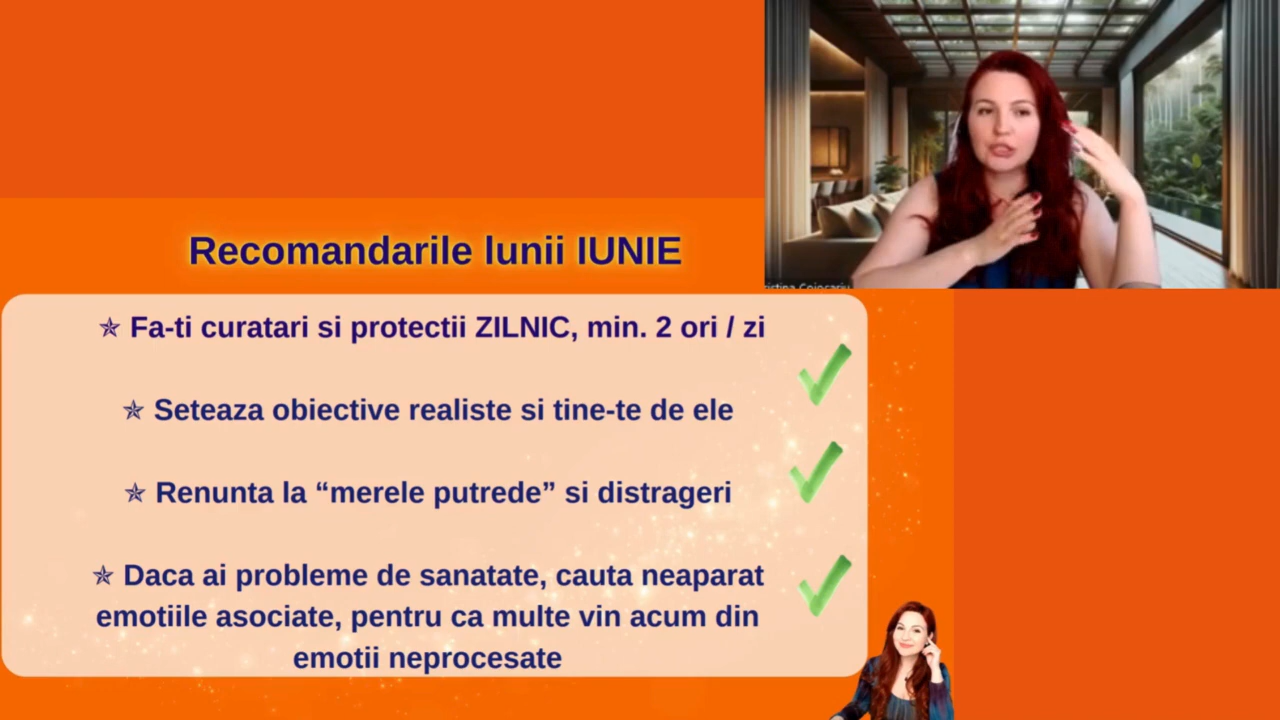 Recomandarile lunii IUNIE
✯ Fa-ti curatari si protectii ZILNIC, min. 2 ori / zi
✯ Seteaza obiective realiste si tine-te de ele
✯ Renunta la “merele putrede” si distrageri
✯ Daca ai probleme de sanatate, cauta neaparat
emotiile asociate, pentru ca multe vin acum din
emotii neprocesate